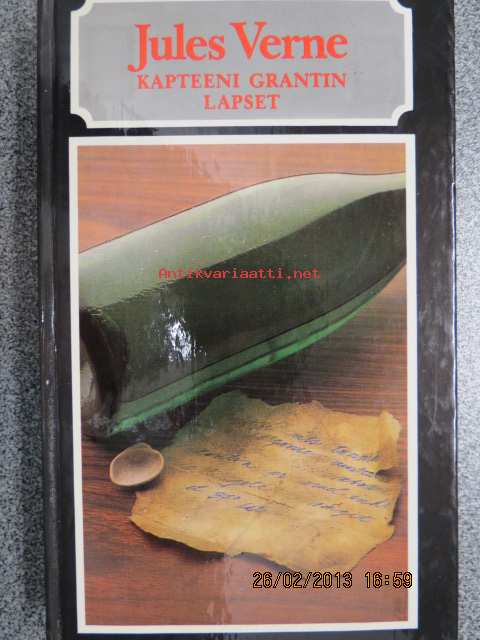 Jules Verne
KAPTEENI GRANTIN
LAPSET
Antikvariaatti.net
26/02/2013 16:59